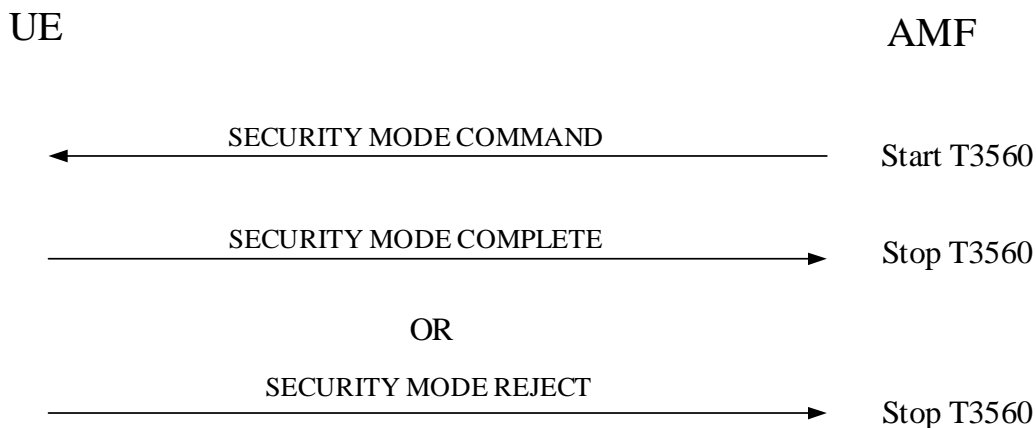 UE
AMF
SECURITY MODE COMMAND
Start T3560
SECURITY MODE COMPLETE
Stop T3560
OR
SECURITY MODE REJECT
Stop T3560